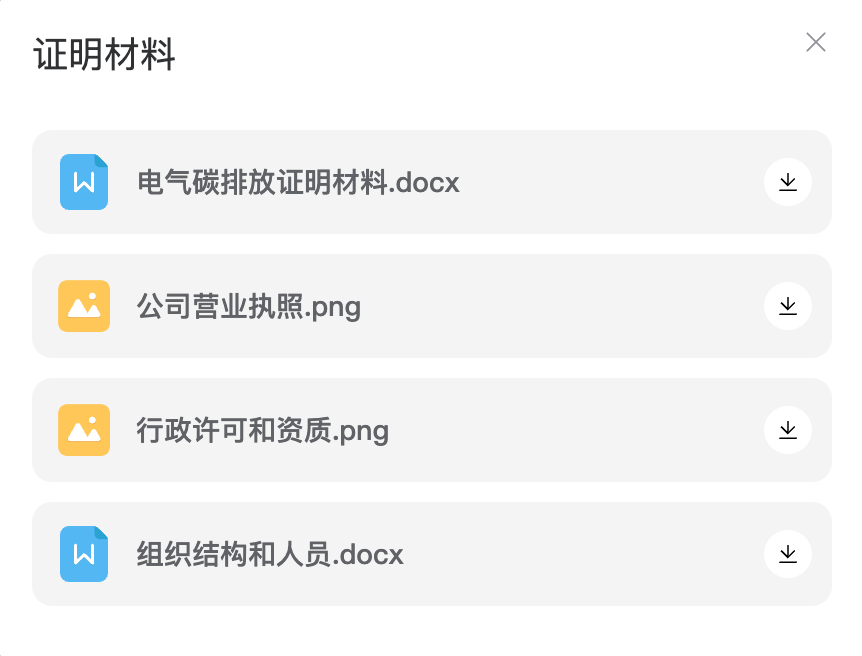 证明材料
电气碳排放证明材料.docx
公司营业执照.png
行政许可和资质.png
组织结构和人员.docx